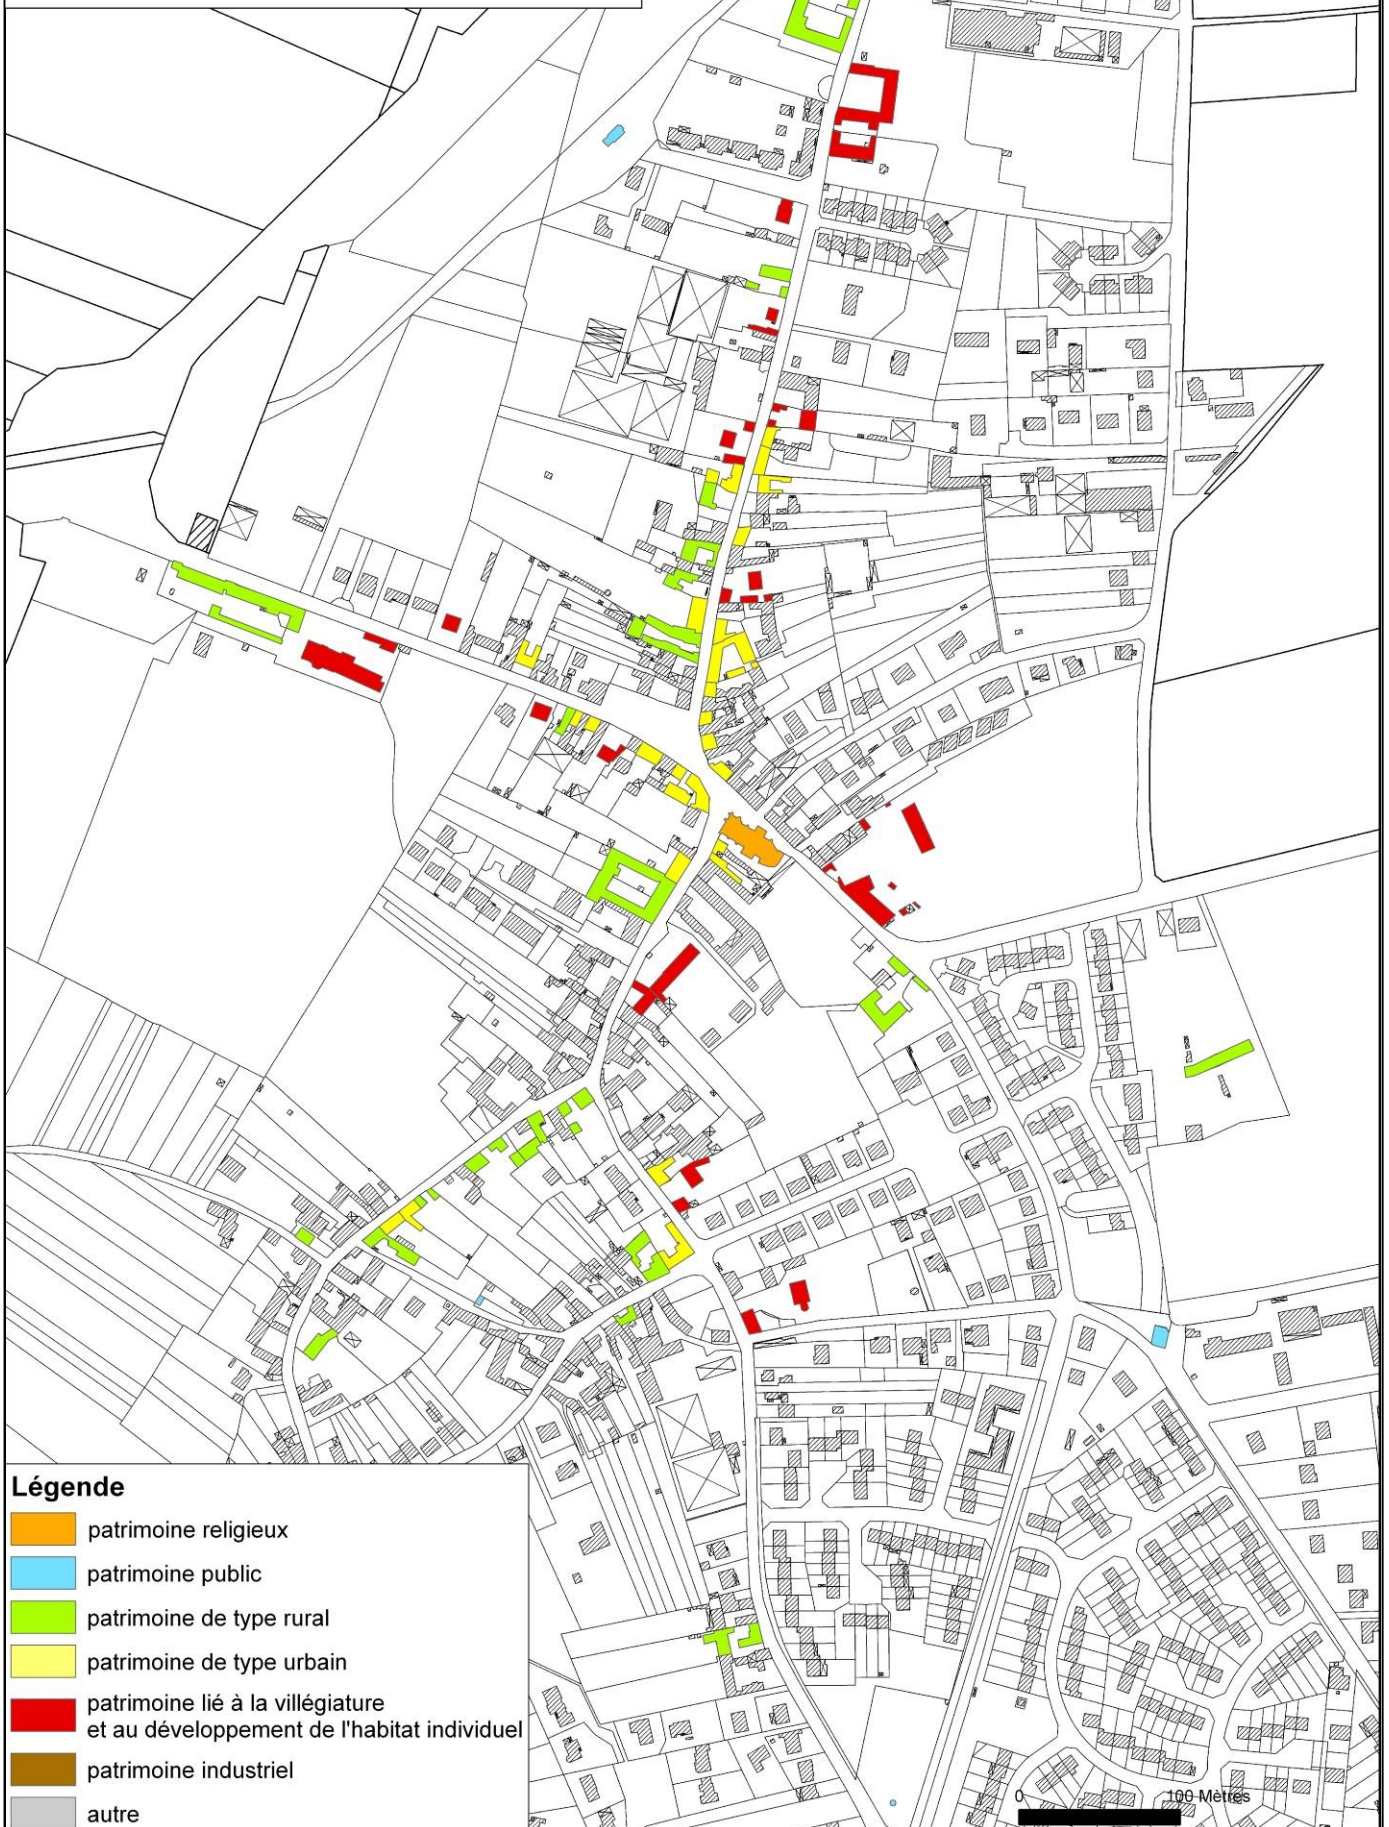 Légende
patrimoine religieux
patrimoine public
patrimoine de type rural
patrimoine de type urbain
patrimoine lié à la villégiature
et au développement de l'habitat individuel
patrimoine industriel
autre
0 100 Mètres